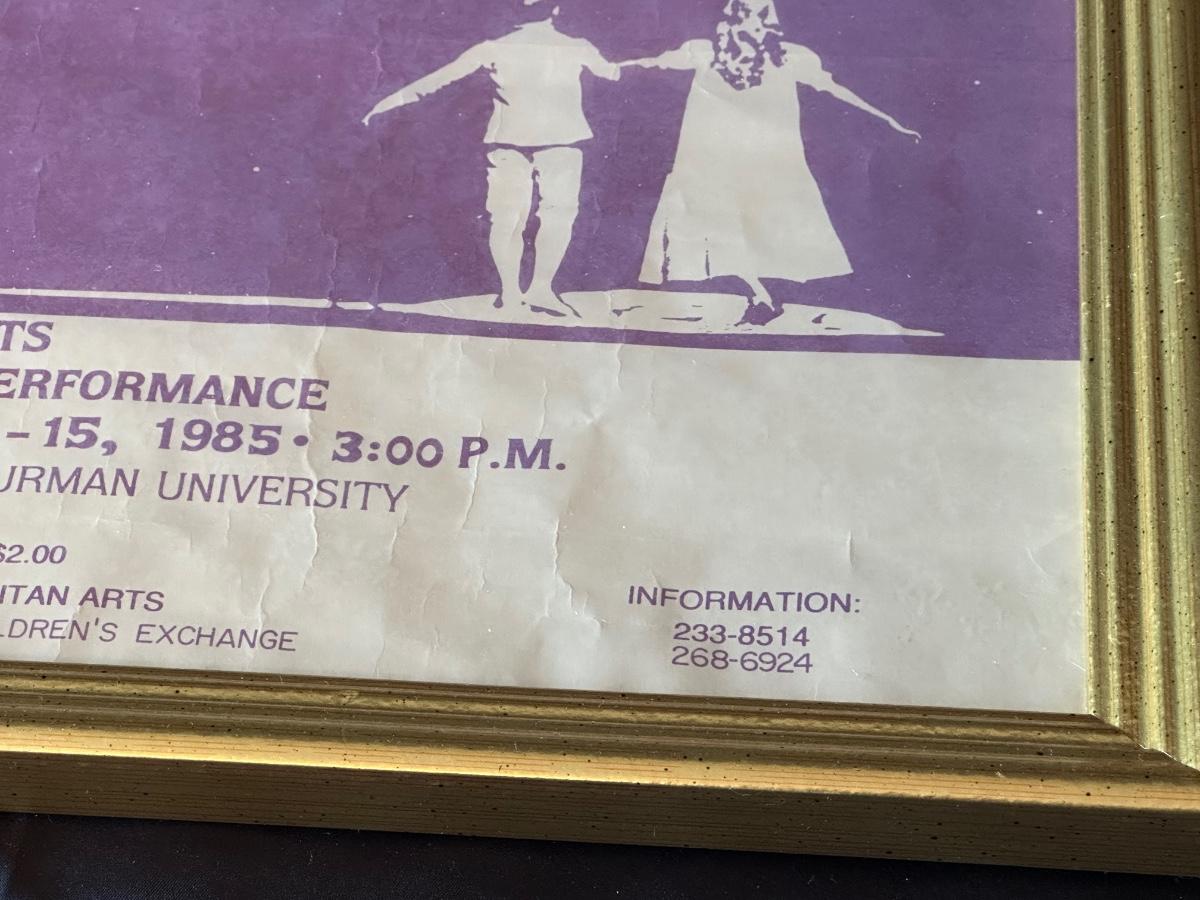 TS
ERFORMANCE
-15, 1985 • 3:00 P.M.
URMAN UNIVERSITY
$2.00
ITAN ARTS
LDREN'S EXCHANGE
INFORMATION:
233-8514
268-6924